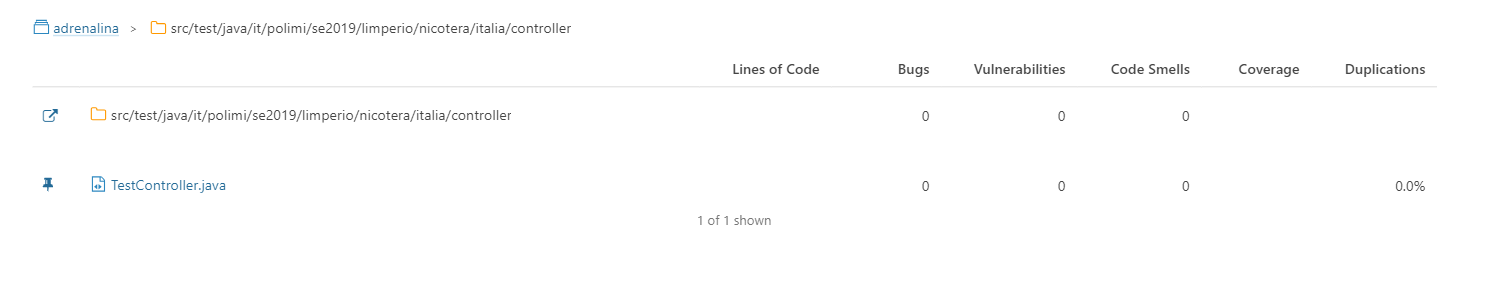 adrenalina > src/test/java/it/polimi/se2019/limperio/nicotera/italia/controller
Lines of Code Bugs Vulnerabilities Code Smells Coverage Duplications
src/test/java/it/polimi/se2019/limperio/nicotera/italia/controller 0 0 0
TestController.java 0 0 0 0.0%
1 of 1 shown